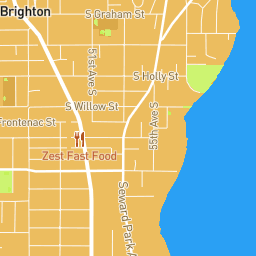 S Graham St
Brighton
51st Ave S
S Holly St
S Willow St
55th Ave S
Frontenac St
Zest Fast Food
Seward Park A